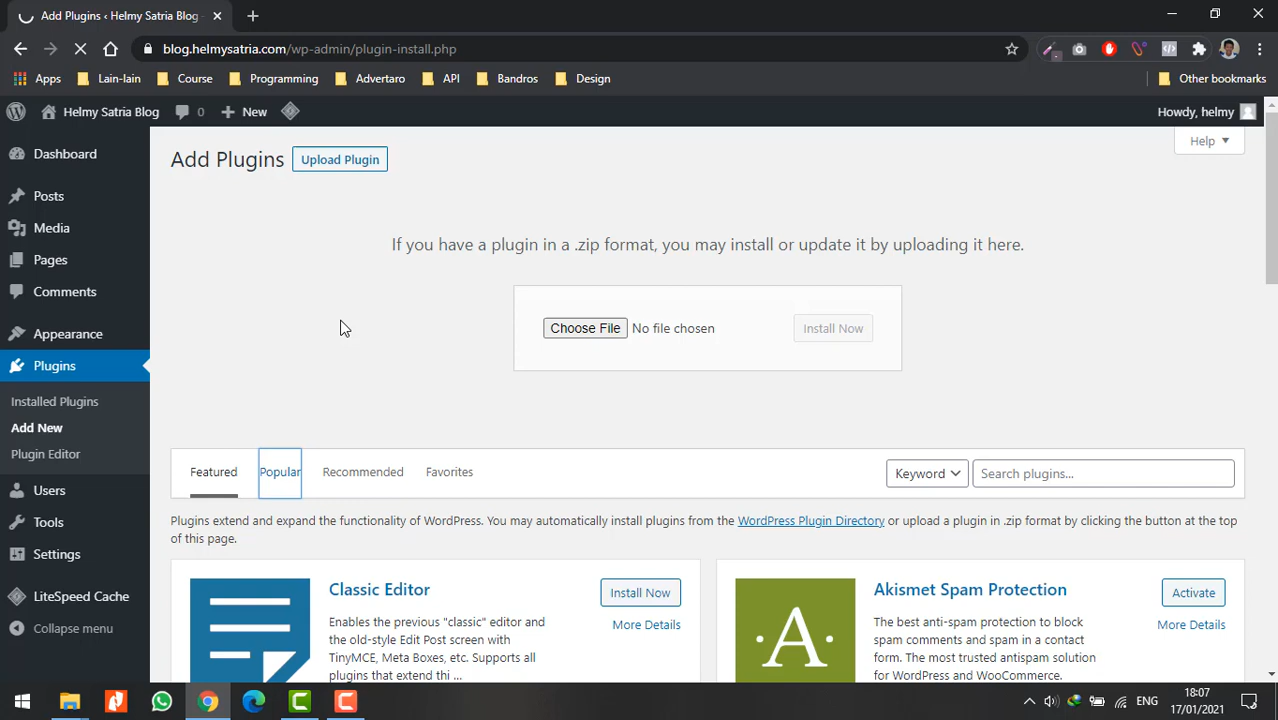 Add Plugins ‹ Helmy Satria Blog
blog.helmysatria.com/wp-admin/plugin-install.php
Apps Lain-lain Course Programming Advertaro API Bandros Design Other bookmarks
Helmy Satria Blog 0 New Howdy, helmy
Dashboard
Posts
Media
Pages
Comments
Appearance
Plugins
Installed Plugins
Add New
Plugin Editor
Users
Tools
Settings
LiteSpeed Cache
Collapse menu
Help
Add Plugins Upload Plugin
If you have a plugin in a .zip format, you may install or update it by uploading it here.
Choose File No file chosen Install Now
Featured Popular Recommended Favorites Keyword Search plugins...
Plugins extend and expand the functionality of WordPress. You may automatically install plugins from the WordPress Plugin Directory or upload a plugin in .zip format by clicking the button at the top
of this page.
Classic Editor Install Now
More Details
Enables the previous "classic" editor and
the old-style Edit Post screen with
TinyMCE, Meta Boxes, etc. Supports all
plugins that extend thi ...
Akismet Spam Protection Activate
More Details
The best anti-spam protection to block
spam comments and spam in a contact
form. The most trusted antispam solution
for WordPress and WooCommerce.
·A·
ENG
18:07
17/01/2021